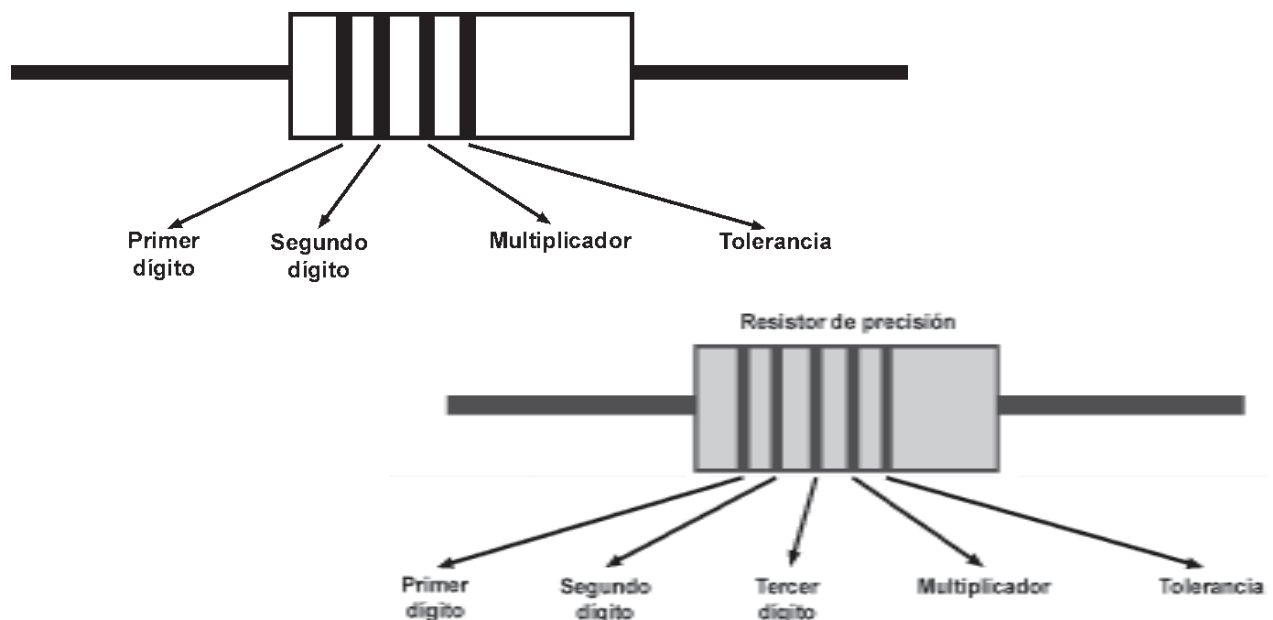 Primer Segundo Multiplicador Tolerancia
dígito dígito
Resistor de precisión
Primer Segundo Tercer Multiplicador Tolerancia
dígito dígito dígito